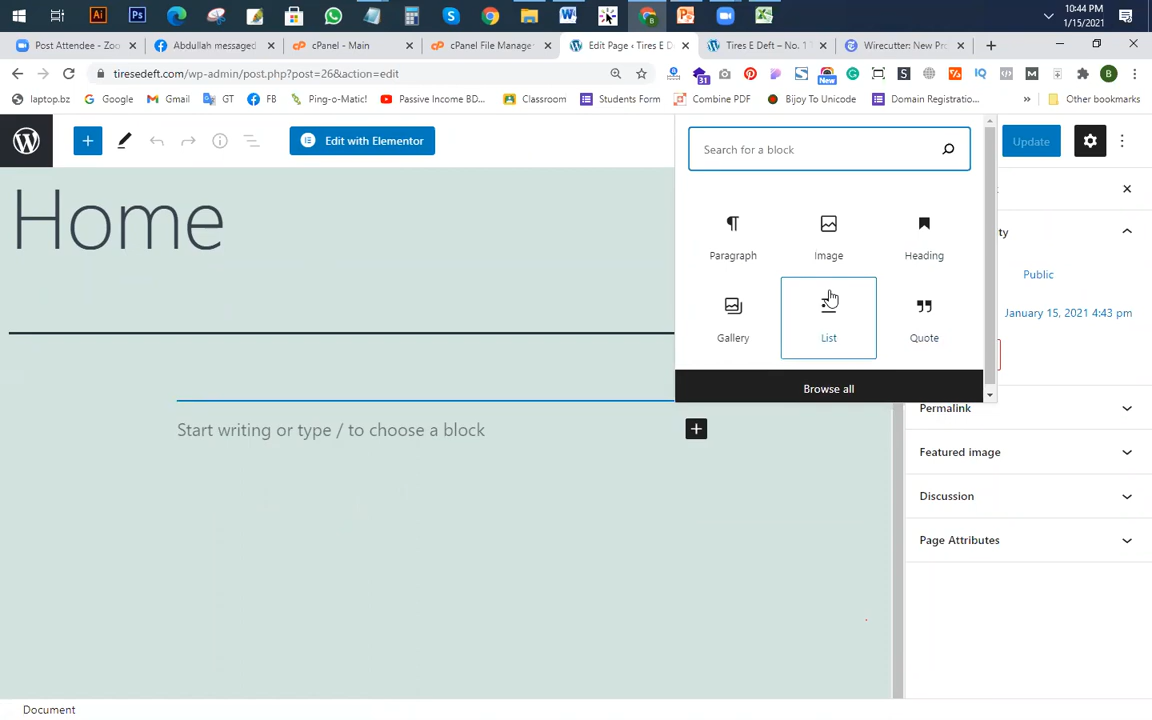 10:44 PM
1/15/2021
Post Attendee - Zoo
Abdullah messaged
cPanel - Main
cPanel File Manage
Edit Page ‹ Tires E D
Tires E Deft – No. 1
Wirecutter: New Pro
tiresedeft.com/wp-admin/post.php?post=26&action=edit
31
New
B
laptop.bz
Google
Gmail
GT
FB
Ping-o-Matic!
Passive Income BD...
Classroom
Students Form
Combine PDF
Bijoy To Unicode
Domain Registratio...
Other bookmarks
Edit with Elementor
Search for a block
Update
Home
Paragraph
Image
Heading
Gallery
List
Quote
Browse all
Public
January 15, 2021 4:43 pm
Start writing or type / to choose a block
Permalink
Featured image
Discussion
Page Attributes
Document